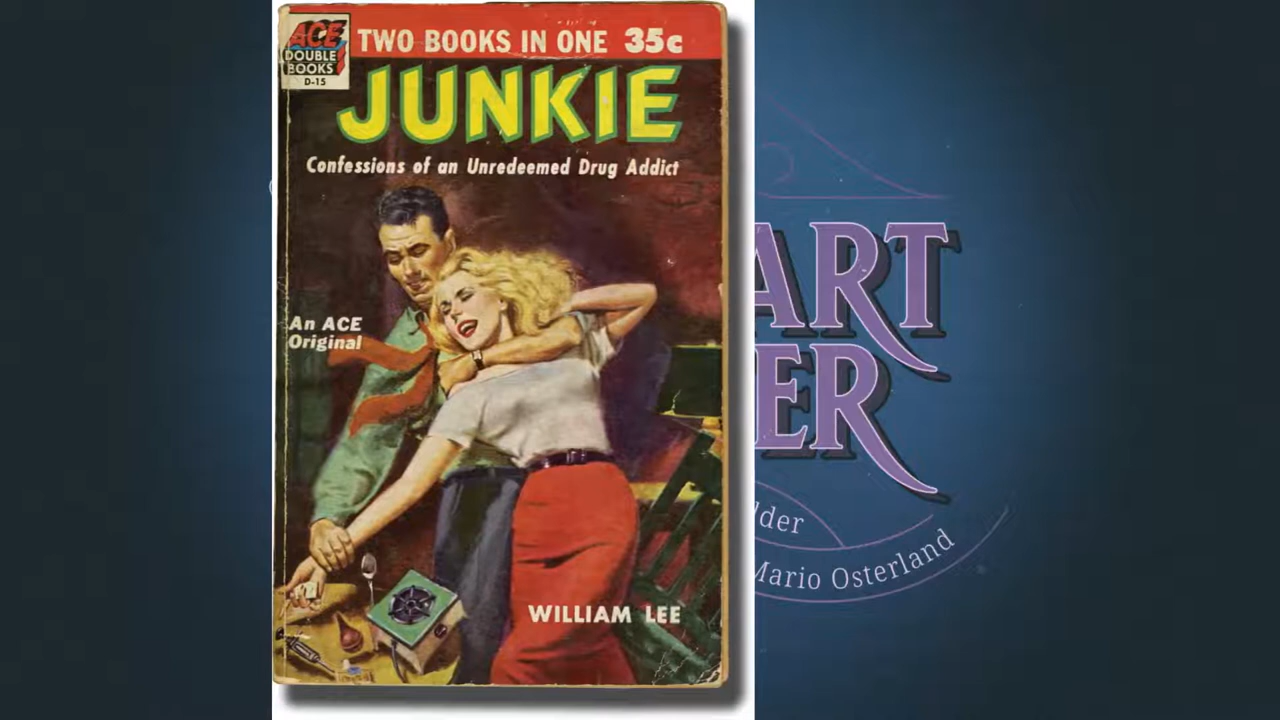 ACE
DOUBLE
BOOKS
D-15
TWO BOOKS IN ONE 35c
JUNKIE
Confessions of an Unredeemed Drug Addict
An ACE
Original
WILLIAM LEE
ART
ER
lder
Mario Osterland